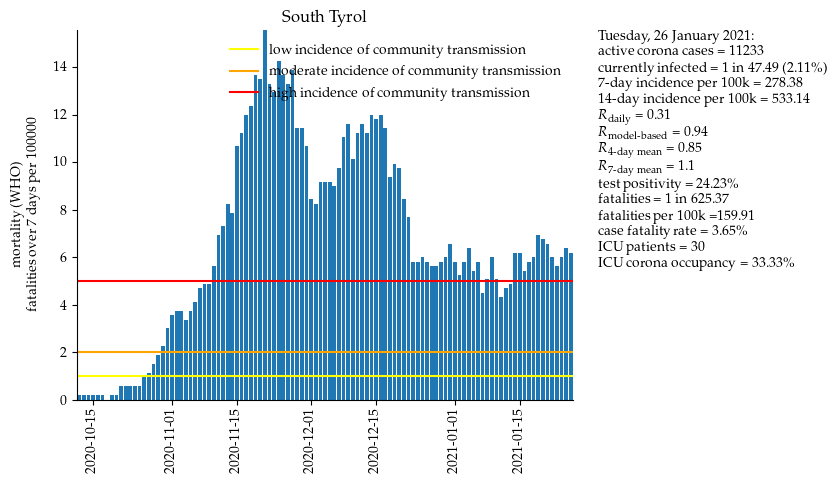 South Tyrol
low incidence of community transmission
moderate incidence of community transmission
high incidence of community transmission
mortality (WHO)
fatalities over 7 days per 100000
14
12
10
8
6
4
2
0
2020-10-15
2020-11-01
2020-11-15
2020-12-01
2020-12-15
2021-01-01
2021-01-15
Tuesday, 26 January 2021:
active corona cases = 11233
currently infected = 1 in 47.49 (2.11%)
7-day incidence per 100k = 278.38
14-day incidence per 100k = 533.14
R daily = 0.31
R model-based = 0.94
R 4-day mean = 0.85
R 7-day mean = 1.1
test positivity = 24.23%
fatalities = 1 in 625.37
fatalities per 100k =159.91
case fatality rate = 3.65%
ICU patients = 30
ICU corona occupancy = 33.33%